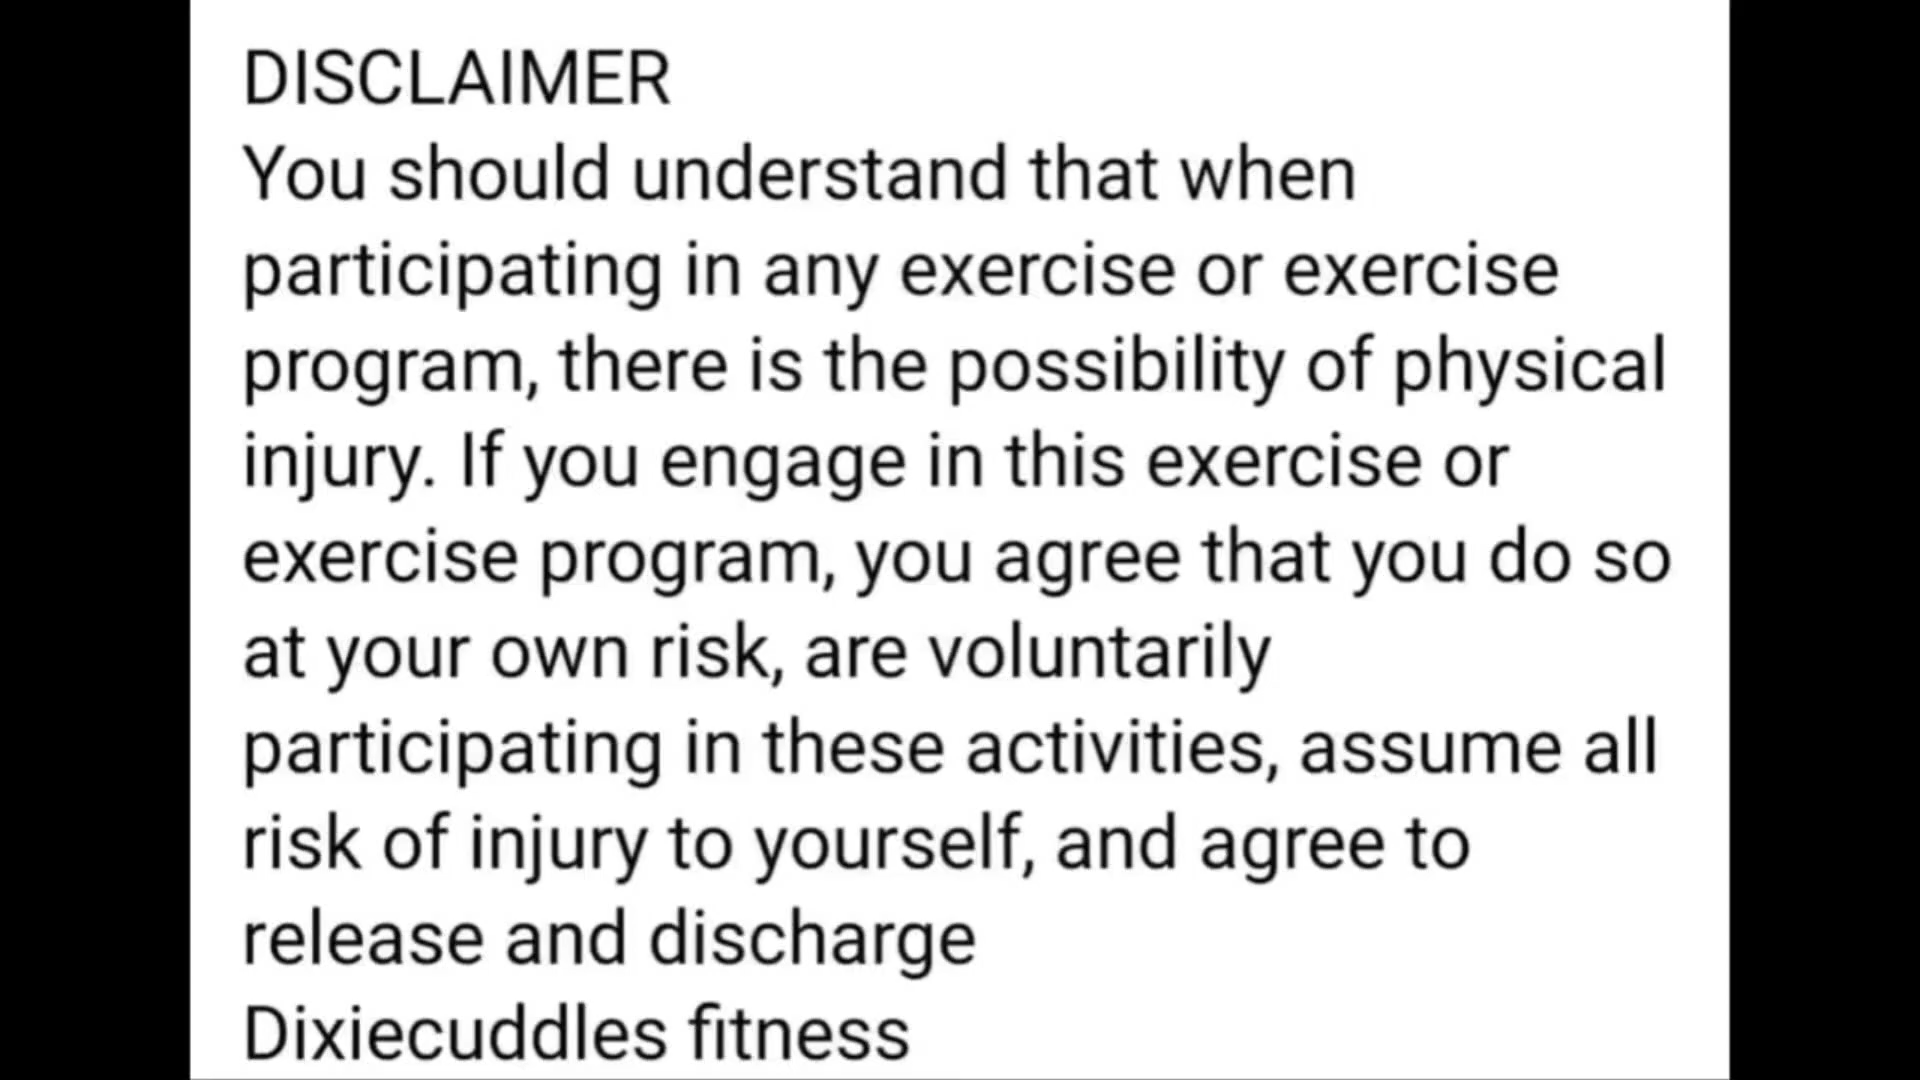 DISCLAIMER
You should understand that when
participating in any exercise or exercise
program, there is the possibility of physical
injury. If you engage in this exercise or
exercise program, you agree that you do so
at your own risk, are voluntarily
participating in these activities, assume all
risk of injury to yourself, and agree to
release and discharge
Dixiecuddles fitness